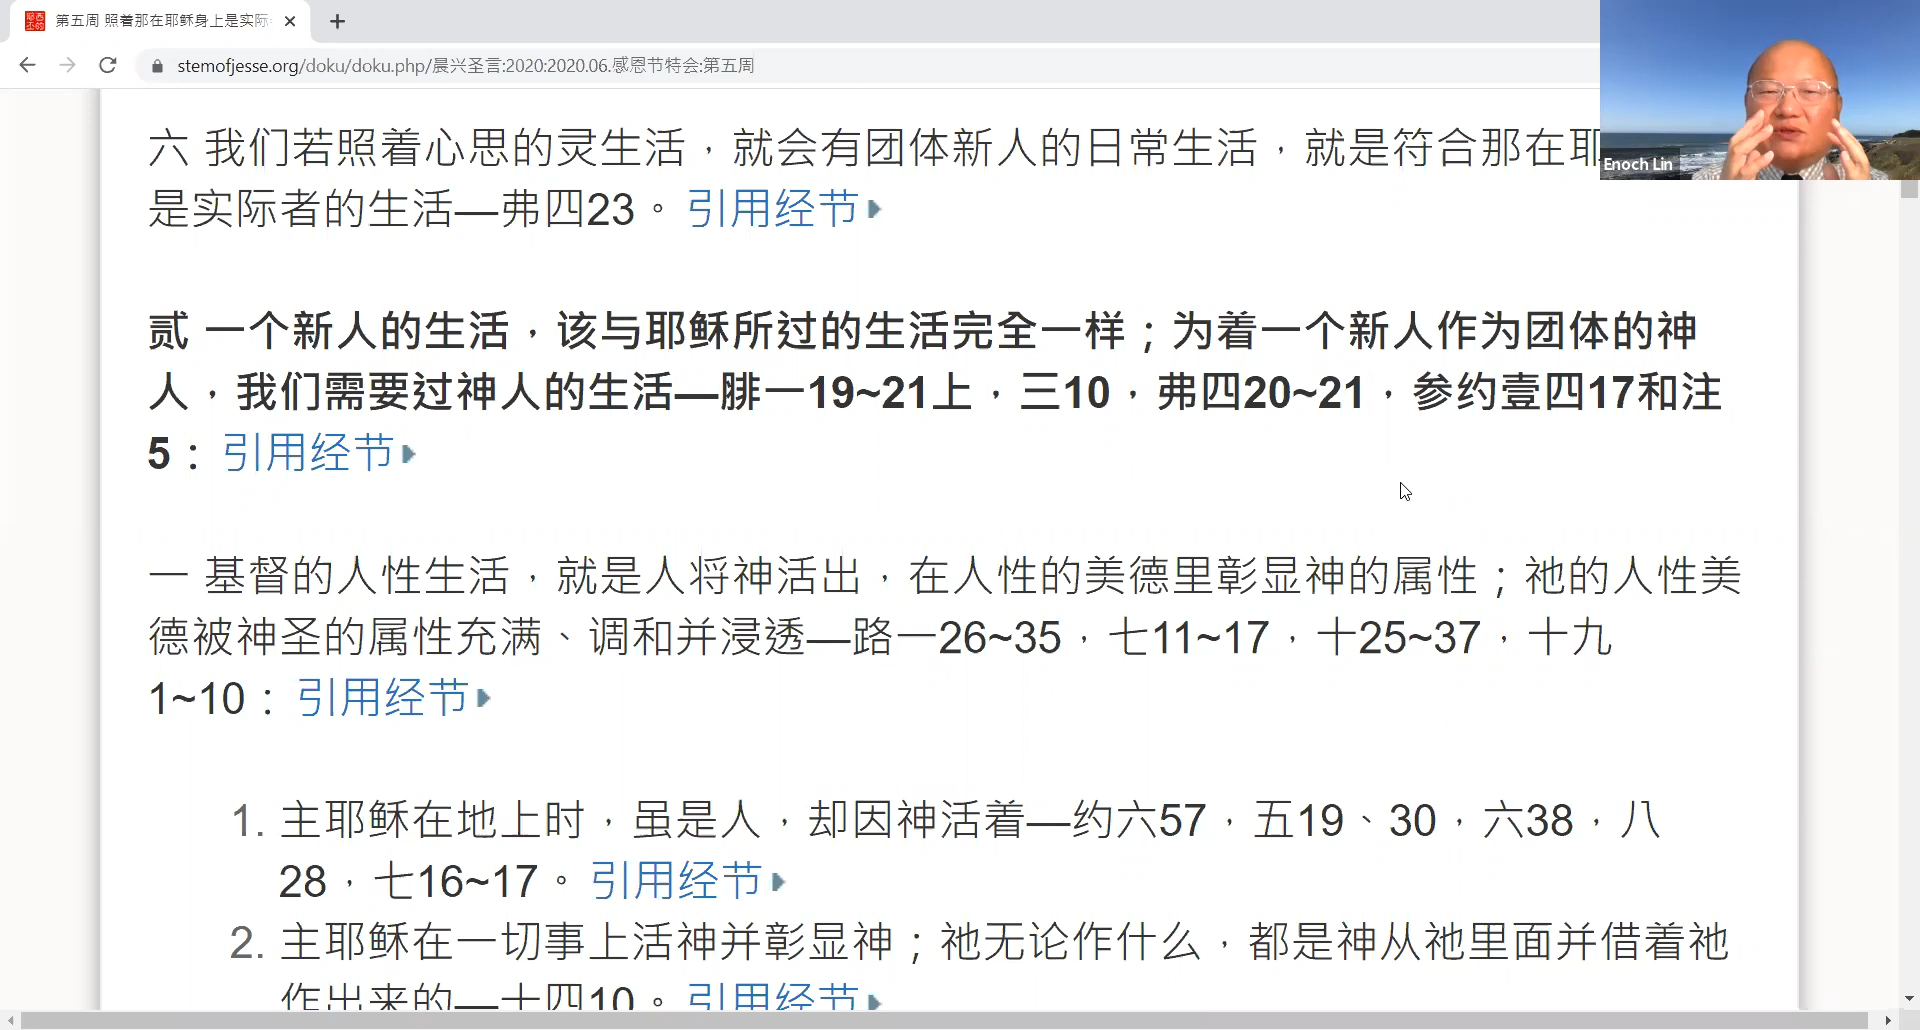 第五周 照着那在耶稣身上是实际
stemofjesse.org/doku/doku.php/晨兴圣言:2020:2020.06.感恩节特会:第五周
Enoch Lin
六 我们若照着心思的灵生活，就会有团体新人的日常生活，就是符合那在耶
是实际者的生活—弗四23。引用经节
贰 一个新人的生活，该与耶稣所过的生活完全一样；为着一个新人作为团体的神
人，我们需要过神人的生活—腓一19~21上，三10，弗四20~21，参约壹四17和注
5：引用经节
一 基督的人性生活，就是人将神活出，在人性的美德里彰显神的属性；祂的人性美
德被神圣的属性充满、调和并浸透—路一26~35，七11~17，十25~37，十九
1~10：引用经节
1. 主耶稣在地上时，虽是人，却因神活着—约六57，五19、30，六38，八
28，七16~17。引用经节
2. 主耶稣在一切事上活神并彰显神；祂无论作什么，都是神从祂里面并借着祂
作出来的—十四10。引用经节